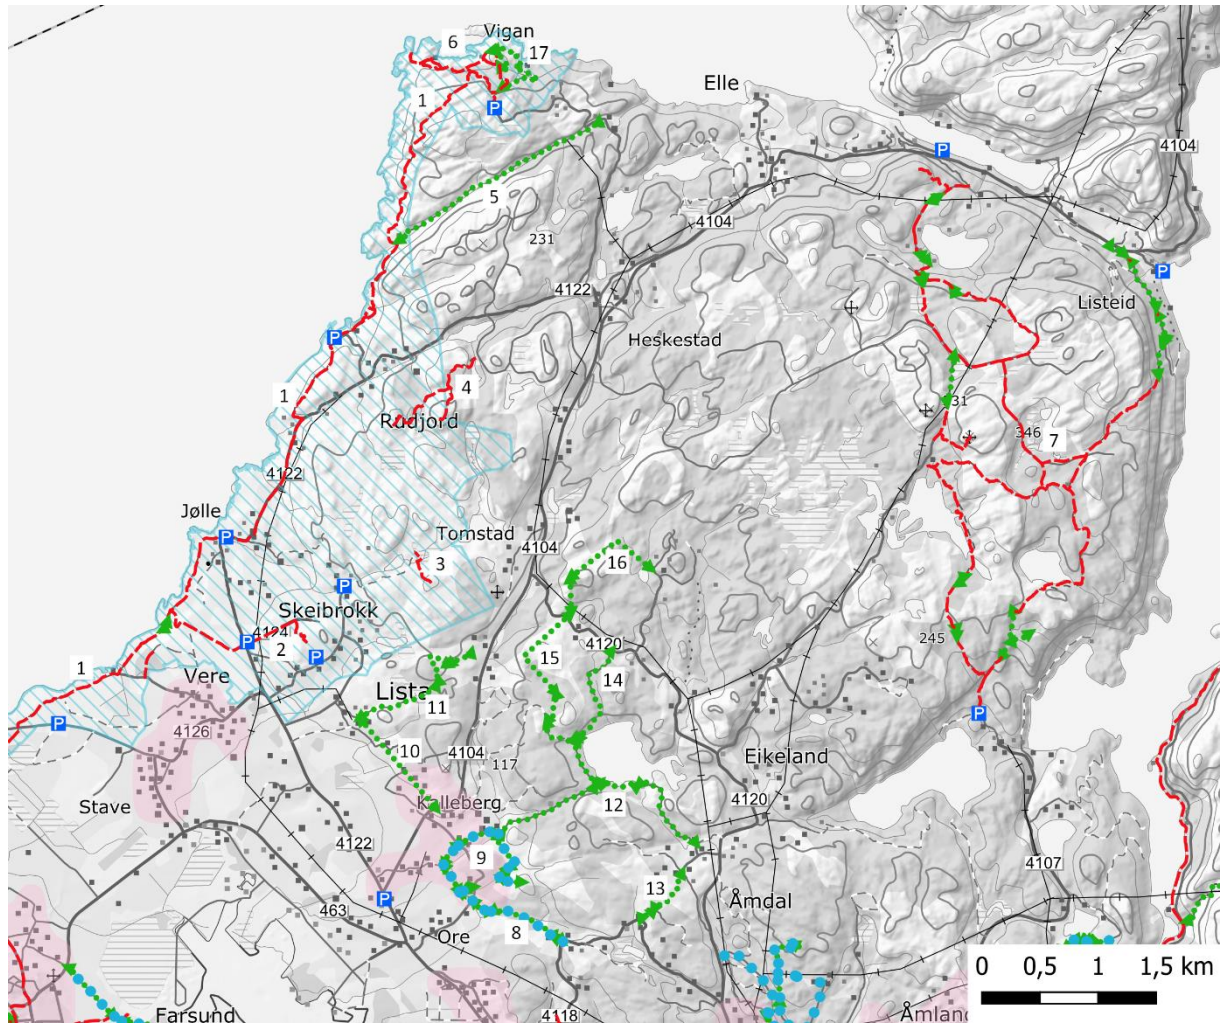 Vigan
6
17
P
1
Elle
P
4104
5
4104
231
P
4122
Listeid
P
Heskestad
1
4
Rudjord
31
346
7
4122
Jølle
P
Tomstad
4104
3
16
P
Skeibrokk
4124
P
2
P
4120
245
15
14
1
Vere
Lista
11
P
4126
10
4104
117
Eikeland
P
12
4120
Stave
Kalleberg
4122
9
4107
13
P
Åmdal
463
Ore
8
0 0,5 1 1,5 km
Farsund
4118
Åmland